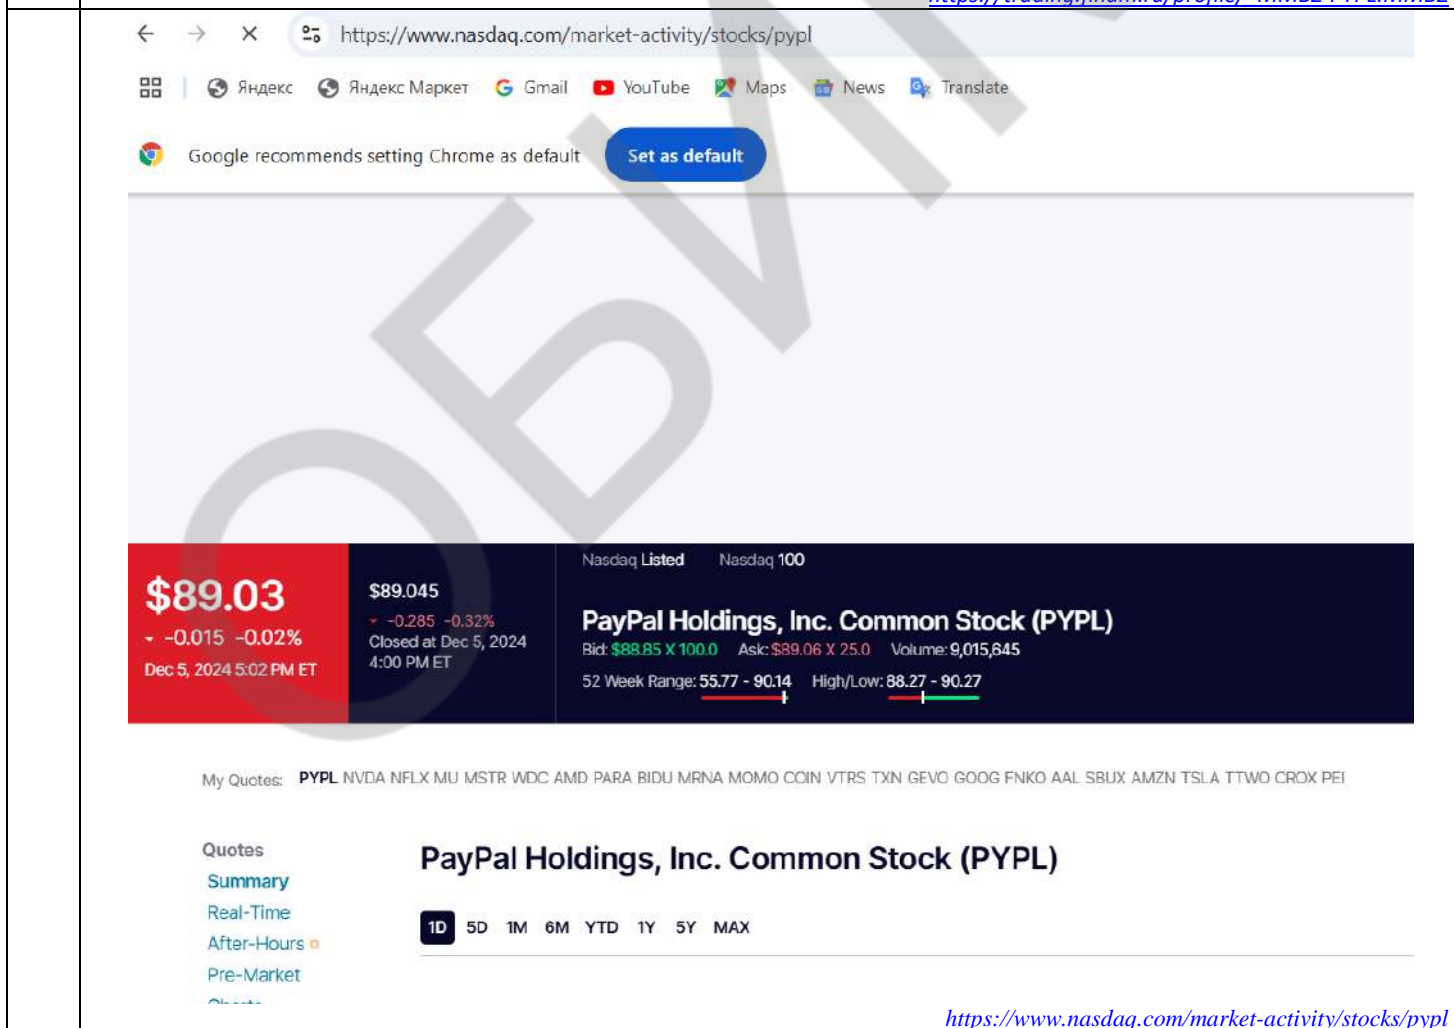 https://www.nasdaq.com/market-activity/stocks/pypl
Яндекс Яндекс Маркет Gmail YouTube Maps News Translate
Google recommends setting Chrome as default Set as default
Nasdaq Listed Nasdaq 100
$89.03
-0.015 -0.02%
Dec 5, 2024 5:02 PM ET
$89.045
-0.285 -0.32%
Closed at Dec 5, 2024
4:00 PM ET
PayPal Holdings, Inc. Common Stock (PYPL)
Bid: $88.85 X 100.0 Ask: $89.06 X 25.0 Volume: 9,015,645
52 Week Range: 55.77 - 90.14 High/Low: 88.27 - 90.27
My Quotes: PYPL NVDA NFLX MU MSTR WDC AMD PARA BIDU MRNA MOMO COIN VTRS TXN GEVO GOOG FNKO AAL SBUX AMZN TSLA TTWO CROX
Quotes
Summary
Real-Time
After-Hours
Pre-Market
PayPal Holdings, Inc. Common Stock (PYPL)
1D 5D 1M 6M YTD 1Y 5Y MAX
https://www.nasdaq.com/market-activity/stocks/pypl